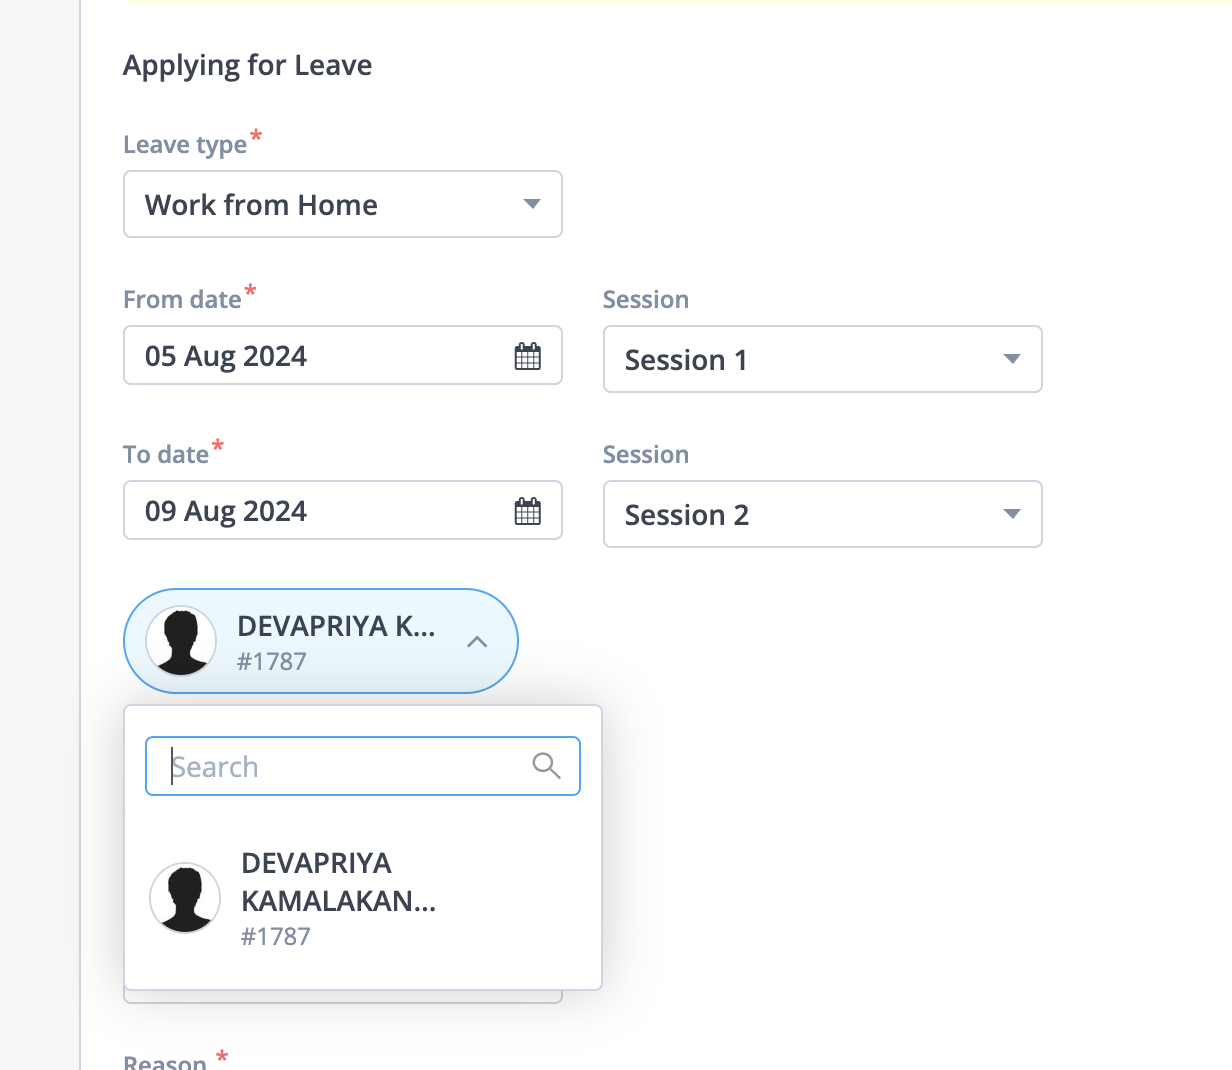 Applying for Leave
Leave type*
Work from Home
From date*
Session
05 Aug 2024
Session 1
To date*
Session
09 Aug 2024
Session 2
DEVAPRIYA K...
#1787
Search
DEVAPRIYA
KAMALAKAN...
#1787
Reason *